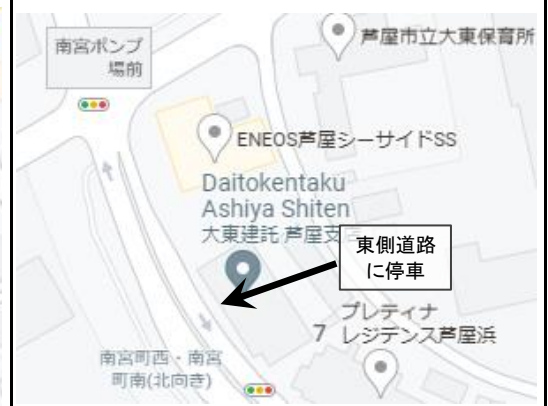 南宮ポンプ
場前
芦屋市立大東保育所
ENEOS芦屋シーサイドSS
Daitokentaku
Ashiya Shiten
大東建託 芦屋支
東側道路
に停車
プレティナ
7 レジデンス芦屋浜
南宮町西・南宮
町南(北向き)